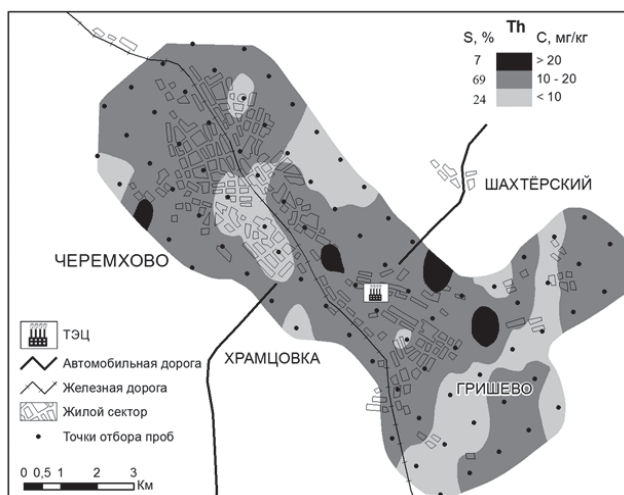 Th
S, % C, мг/кг
7 > 20
69 10 - 20
24 < 10
ШАХТЁРСКИЙ
ЧЕРЕМХОВО
ХРАМЦОВКА
ГРИШЕВО
ТЭЦ
Автомобильная дорога
Железная дорога
Жилой сектор
Точки отбора проб
0 0,5 1 2 3
Км